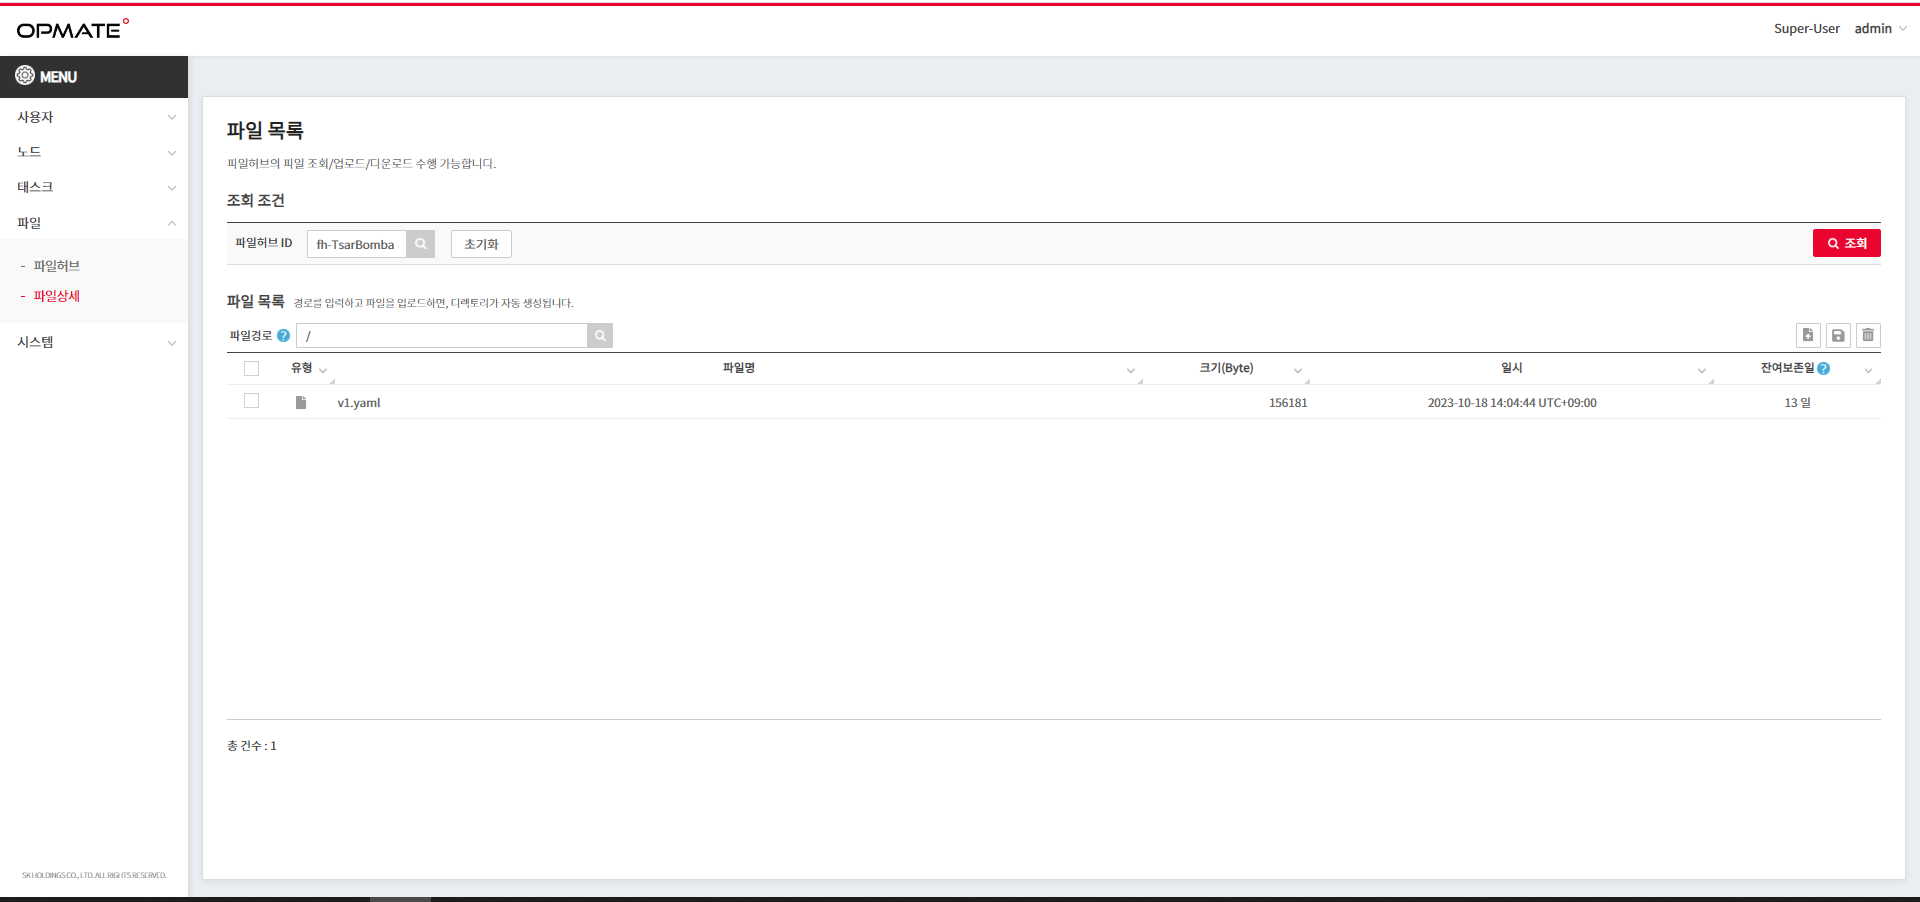 OPMATE
Super-User admin
MENU
사용자
노드
태스크
파일
- 파일허브
- 파일상세
시스템
SK HOLDINGS CO., LTD. ALL RIGHTS RESERVED.
파일 목록
피일허브의 피일 조회/업로드/디운로드 수행 가능합니다.
조회 조건
파일허브 ID fh-TsarBomba 초기화 조회
파일 목록 경로를 입력하고 파일을 입로드하면, 디렉토리가 자동 생성됩니다.
파일경로 ? /
유형 파일명 크기(Byte) 일시 잔여보존일 ?
v1.yaml 156181 2023-10-18 14:04:44 UTC+09:00 13 일
총 건수 : 1